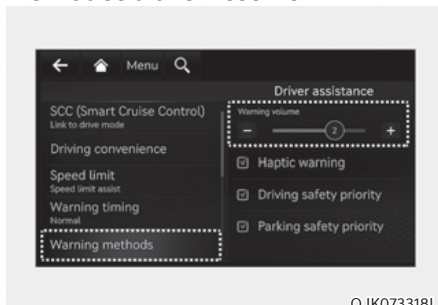 Menu
Driver assistance
SCC (Smart Cruise Control)
Link to drive mode
Driving convenience
Speed limit
Speed limit assist
Warning timing
Normal
Warning methods
Warning volume
- 2 +
Haptic warning
Driving safety priority
Parking safety priority
OJK073318L